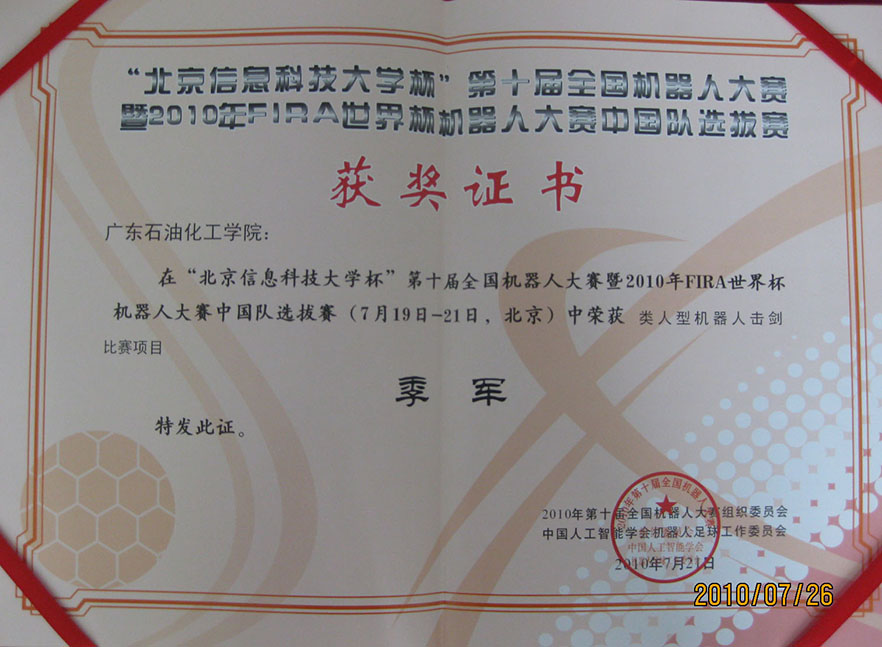 “北京信息科技大学杯”第十届全国机器人大赛
暨2010年FIRA世界杯机器人大赛中国队选拔赛
获奖证书
广东石油化工学院：
在“北京信息科技大学杯”第十届全国机器人大赛暨2010年FIRA世界杯
机器人大赛中国队选拔赛（7月19日-21日，北京）中荣获 类人型机器人击剑
比赛项目
季 军
特发此证。
2010年第十届全国机器人大赛组织委员会
中国人工智能学会机器人足球工作委员会
2010年7月21日
中国人工智能学会
2010/07/26